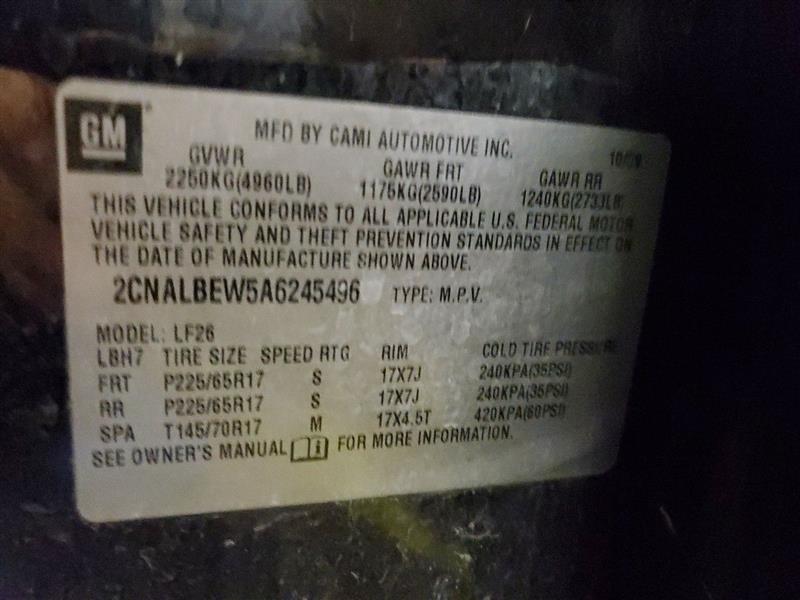 GM
MFD BY CAMI AUTOMOTIVE INC. 10/09
GVWR GAWR FRT GAWR RR
2250KG(4960LB) 1175KG(2590LB) 1240KG(2733LB)
THIS VEHICLE CONFORMS TO ALL APPLICABLE U.S. FEDERAL MOTOR
VEHICLE SAFETY AND THEFT PREVENTION STANDARDS IN EFFECT ON
THE DATE OF MANUFACTURE SHOWN ABOVE.
2CNALBEW5A6245496 TYPE: M.P.V.
MODEL: LF26
LBH7 TIRE SIZE SPEED RTG RIM COLD TIRE PRESSURE
FRT P225/65R17 S 17X7J 240KPA(35PSI)
RR P225/65R17 S 17X7J 240KPA(35PSI)
SPA T145/70R17 M 17X4.5T 420KPA(60PSI)
SEE OWNER'S MANUAL FOR MORE INFORMATION.